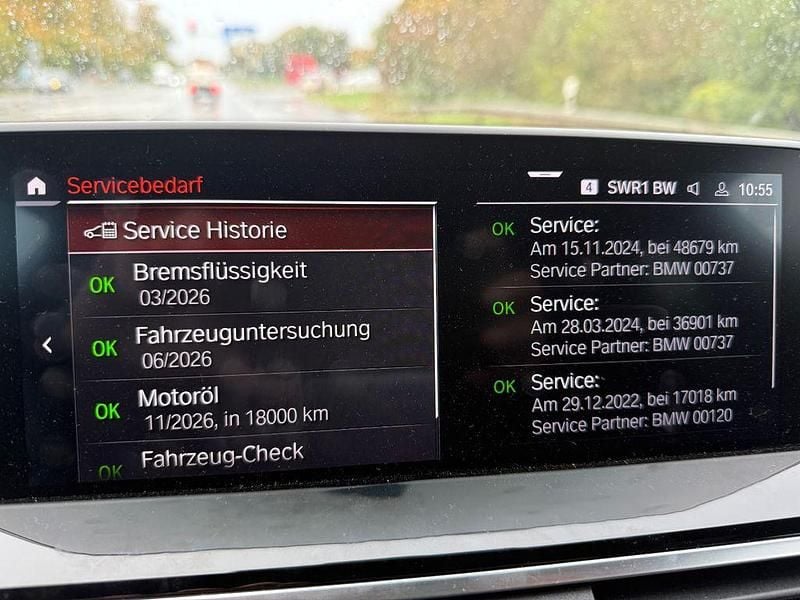 Servicebedarf
4 SWR1 BW 10:55
Service Historie
OK Bremsflüssigkeit
03/2026
OK Fahrzeuguntersuchung
06/2026
OK Motoröl
11/2026, in 18000 km
OK Fahrzeug-Check
OK Service:
Am 15.11.2024, bei 48679 km
Service Partner: BMW 00737
OK Service:
Am 28.03.2024, bei 36901 km
Service Partner: BMW 00737
OK Service:
Am 29.12.2022, bei 17018 km
Service Partner: BMW 00120